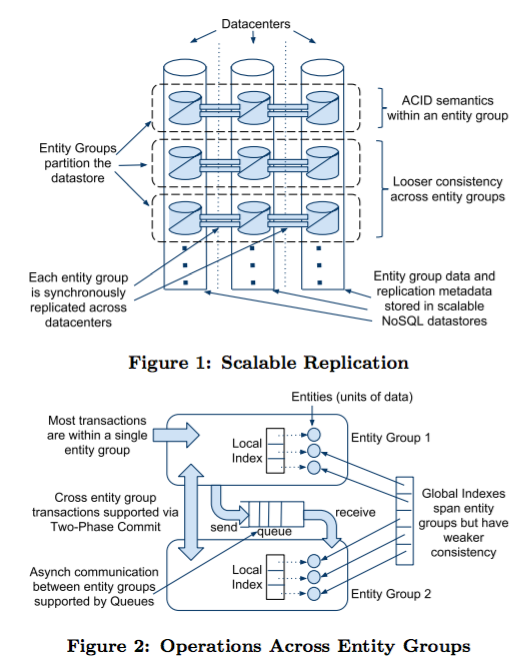 Datacenters
ACID semantics
within an entity group
Entity Groups
partition the
datastore
Looser consistency
across entity groups
Each entity group
is synchronously
replicated across
datacenters
Entity group data and
replication metadata
stored in scalable
NoSQL datastores
Figure 1: Scalable Replication
Entities (units of data)
Most transactions
are within a single
entity group
Local
Index
Entity Group 1
Cross entity group
transactions supported via
Two-Phase Commit
send
queue
receive
Global Indexes
span entity
groups but have
weaker
consistency
Asynch communication
between entity groups
supported by Queues
Local
Index
Entity Group 2
Figure 2: Operations Across Entity Groups